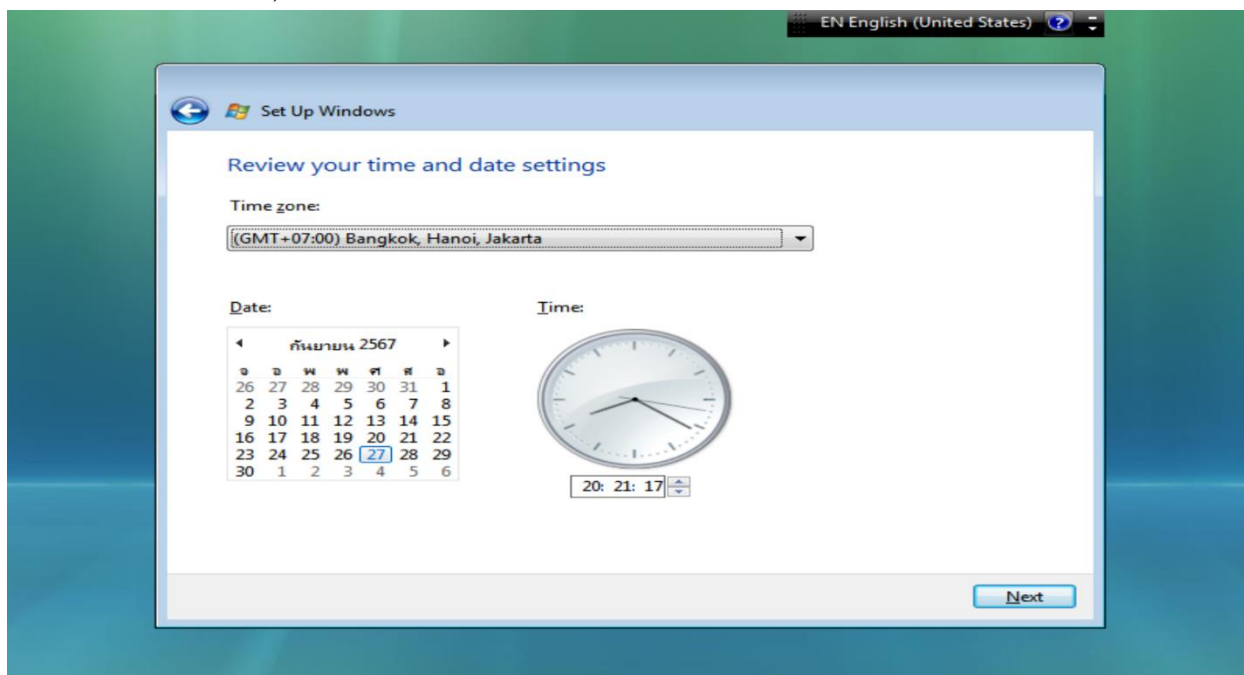 EN English (United States)
Set Up Windows
Review your time and date settings
Time zone:
(GMT+07:00) Bangkok, Hanoi, Jakarta
Date:
Time:
กันยายน 2567
จ อ พ พ ศ ส อ
26 27 28 29 30 31 1
2 3 4 5 6 7 8
9 10 11 12 13 14 15
16 17 18 19 20 21 22
23 24 25 26 27 28 29
30 1 2 3 4 5 6
20: 21: 17
Next